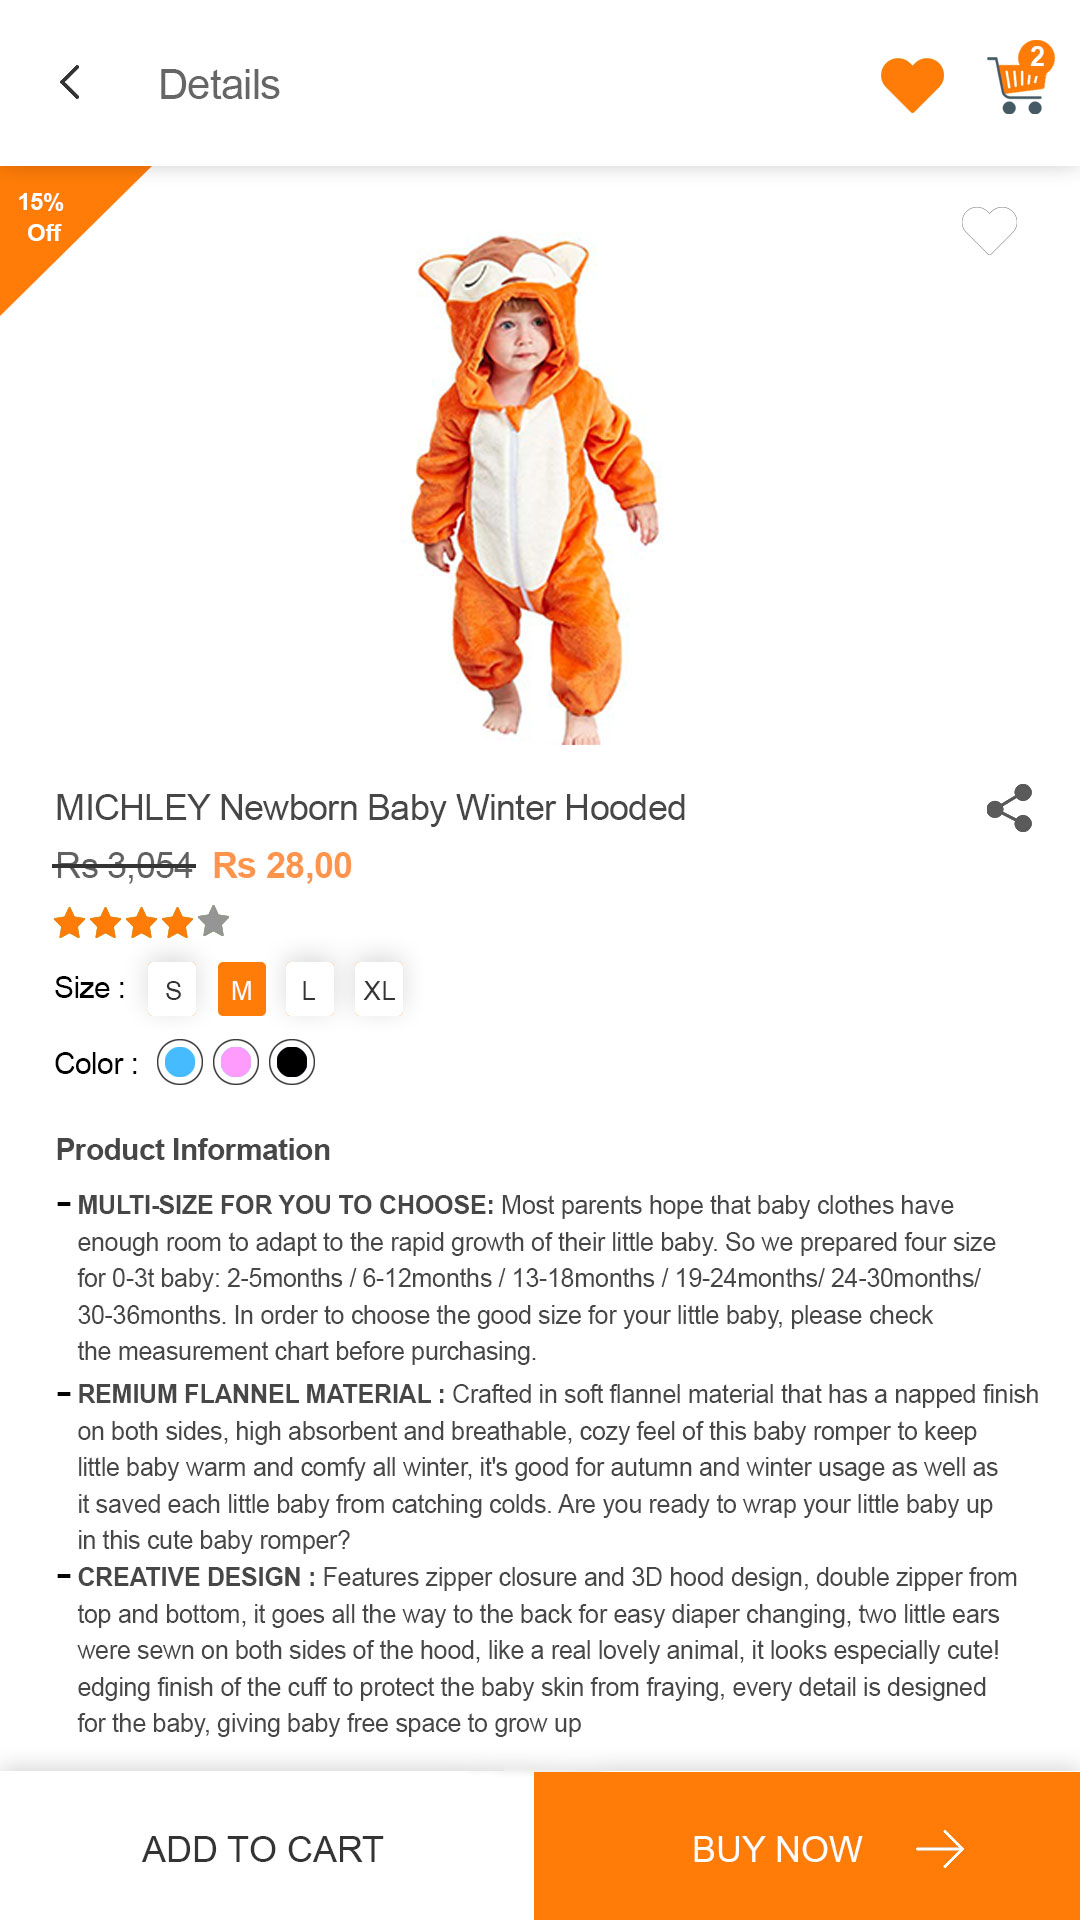 Details
2
15%
Off
MICHLEY Newborn Baby Winter Hooded
Rs 3,054 Rs 28,00
Size : S M L XL
Color :
Product Information
- MULTI-SIZE FOR YOU TO CHOOSE: Most parents hope that baby clothes have
enough room to adapt to the rapid growth of their little baby. So we prepared four size
for 0-3t baby: 2-5months / 6-12months / 13-18months / 19-24months/ 24-30months/
30-36months. In order to choose the good size for your little baby, please check
the measurement chart before purchasing.
- REMIUM FLANNEL MATERIAL : Crafted in soft flannel material that has a napped finish
on both sides, high absorbent and breathable, cozy feel of this baby romper to keep
little baby warm and comfy all winter, it's good for autumn and winter usage as well as
it saved each little baby from catching colds. Are you ready to wrap your little baby up
in this cute baby romper?
- CREATIVE DESIGN : Features zipper closure and 3D hood design, double zipper from
top and bottom, it goes all the way to the back for easy diaper changing, two little ears
were sewn on both sides of the hood, like a real lovely animal, it looks especially cute!
edging finish of the cuff to protect the baby skin from fraying, every detail is designed
for the baby, giving baby free space to grow up
ADD TO CART
BUY NOW